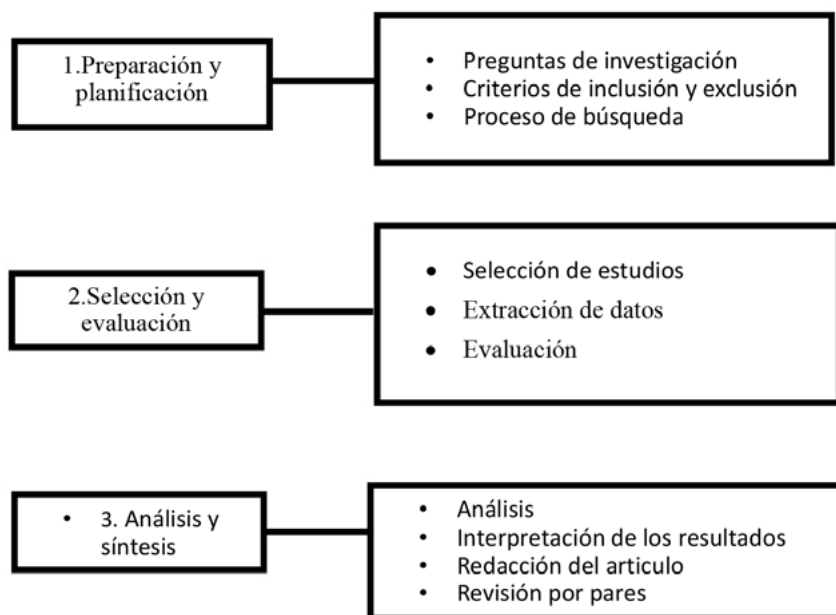 1.Preparación y
planificación
• Preguntas de investigación
• Criterios de inclusión y exclusión
• Proceso de búsqueda
2.Selección y
evaluación
• Selección de estudios
• Extracción de datos
• Evaluación
• 3. Análisis y
síntesis
• Análisis
• Interpretación de los resultados
• Redacción del articulo
• Revisión por pares